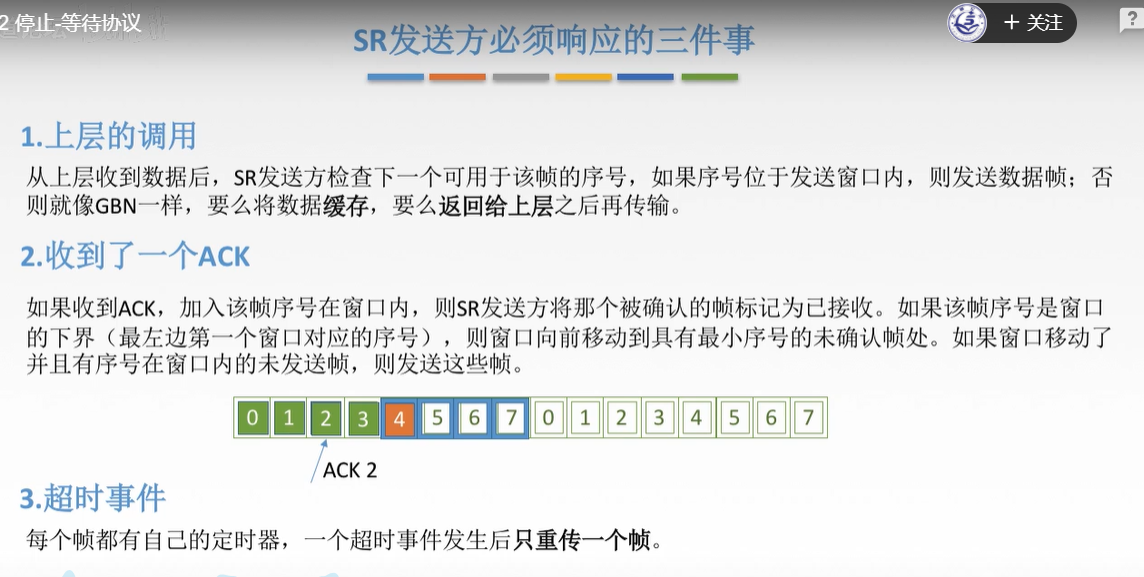 2 停止-等待协议
+ 关注
?
SR发送方必须响应的三件事
1.上层的调用
从上层收到数据后，SR发送方检查下一个可用于该帧的序号，如果序号位于发送窗口内，则发送数据帧；否
则就像GBN一样，要么将数据缓存，要么返回给上层之后再传输。
2.收到了一个ACK
如果收到ACK，加入该帧序号在窗口内，则SR发送方将那个被确认的帧标记为已接收。如果该帧序号是窗口
的下界（最左边第一个窗口对应的序号），则窗口向前移动到具有最小序号的未确认帧处。如果窗口移动了
并且有序号在窗口内的未发送帧，则发送这些帧。
0 1 2 3 4 5 6 7 0 1 2 3 4 5 6 7
ACK 2
3.超时事件
每个帧都有自己的定时器，一个超时事件发生后只重传一个帧。